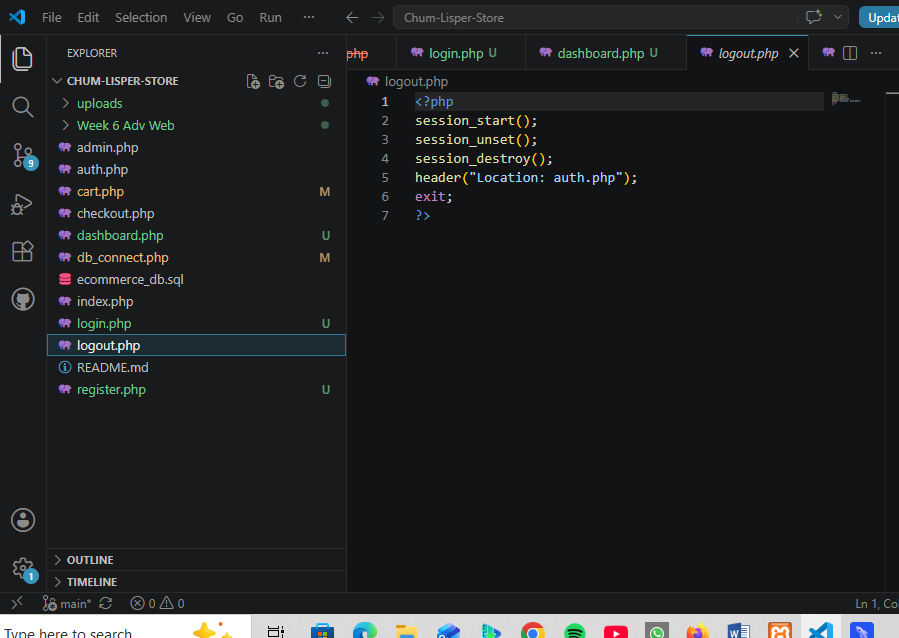 File Edit Selection View Go Run ··· Chum-Lisper-Store Updat
EXPLORER ···
CHUM-LISPER-STORE
uploads
Week 6 Adv Web
admin.php
auth.php
cart.php M
checkout.php
dashboard.php U
db_connect.php M
ecommerce_db.sql
index.php
login.php U
logout.php
README.md
register.php U
OUTLINE
TIMELINE
9
1
php login.php U dashboard.php U logout.php ···
logout.php
1 <?php
2 session_start();
3 session_unset();
4 session_destroy();
5 header("Location: auth.php");
6 exit;
7 ?>
main* 0 0 Ln 1, Co
Type here to search